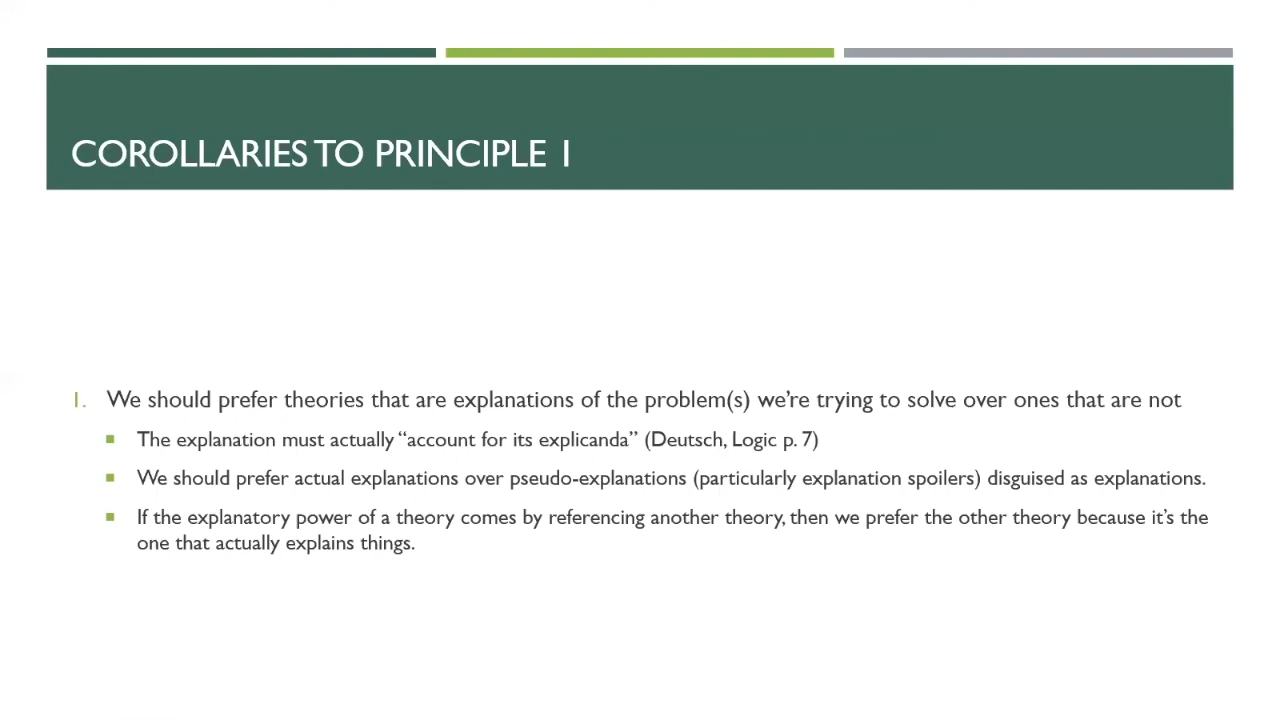 COROLLARIES TO PRINCIPLE 1
1. We should prefer theories that are explanations of the problem(s) we’re trying to solve over ones that are not
▪ The explanation must actually “account for its explicanda” (Deutsch, Logic p. 7)
▪ We should prefer actual explanations over pseudo-explanations (particularly explanation spoilers) disguised as explanations.
▪ If the explanatory power of a theory comes by referencing another theory, then we prefer the other theory because it’s the
one that actually explains things.